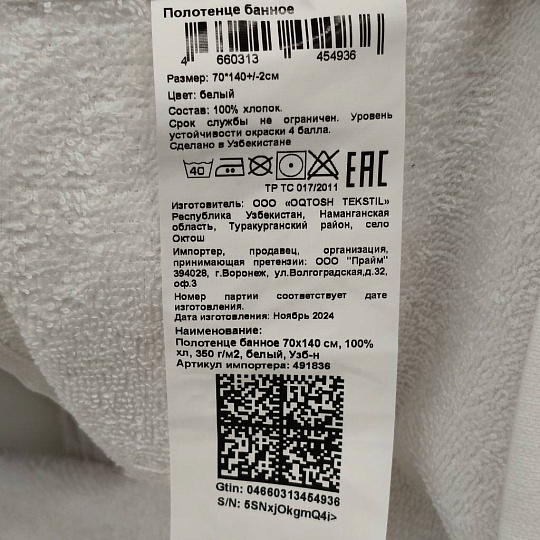 Полотенце банное
4 660313 454936
Размер: 70*140+/-2см
Цвет: белый
Состав: 100% хлопок.
Срок службы не ограничен. Уровень
устойчивости окраски 4 балла.
Сделано в Узбекистане
40 EAC
ТР ТС 017/2011
Изготовитель: ООО «OQTOSH TEKSTIL»
Республика Узбекистан, Наманганская
область, Туракурганский район, село
Октош
Импортер, продавец, организация,
принимающая претензии: ООО "Прайм"
394028, г.Воронеж, ул.Волгоградская,д.32,
оф.3
Номер партии соответствует дате
изготовления.
Дата изготовления: Ноябрь 2024
Наименование:
Полотенце банное 70х140 см, 100%
хл, 350 г/м2, белый, Узб-н
Артикул импортера: 491836
Gtin: 04660313454936
S/N: 5SNxjOkgmQ4i>